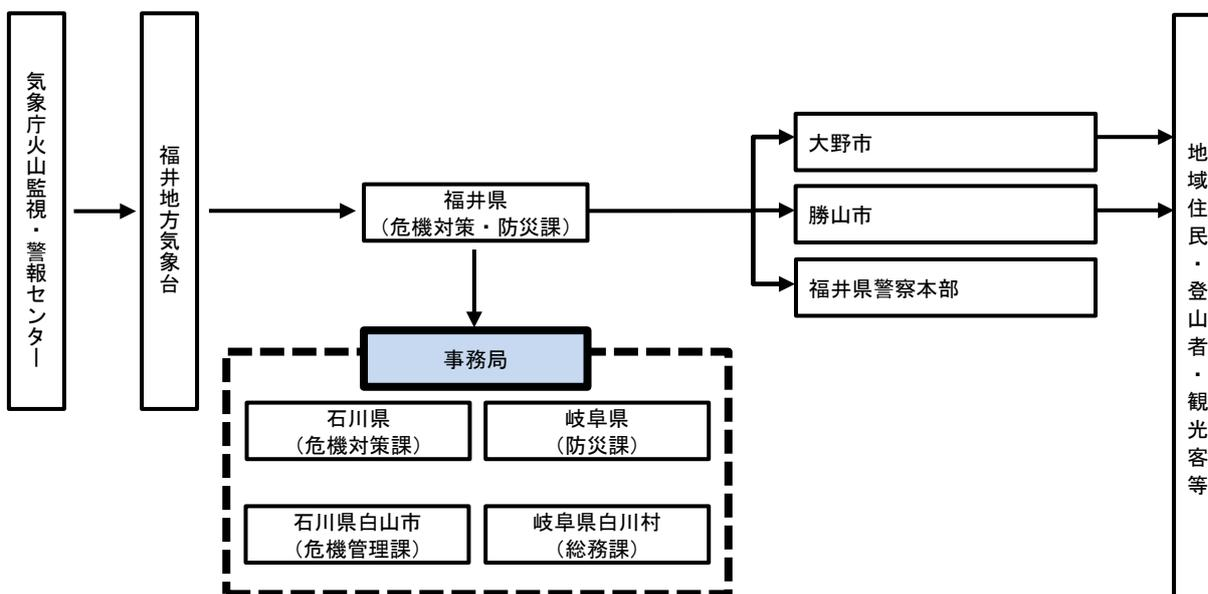 気象庁火山監視・警報センター
福井地方気象台
福井県
（危機対策・防災課）
大野市
勝山市
福井県警察本部
地域住民・登山者・観光客等
事務局
石川県
（危機対策課）
岐阜県
（防災課）
石川県白山市
（危機管理課）
岐阜県白川村
（総務課）